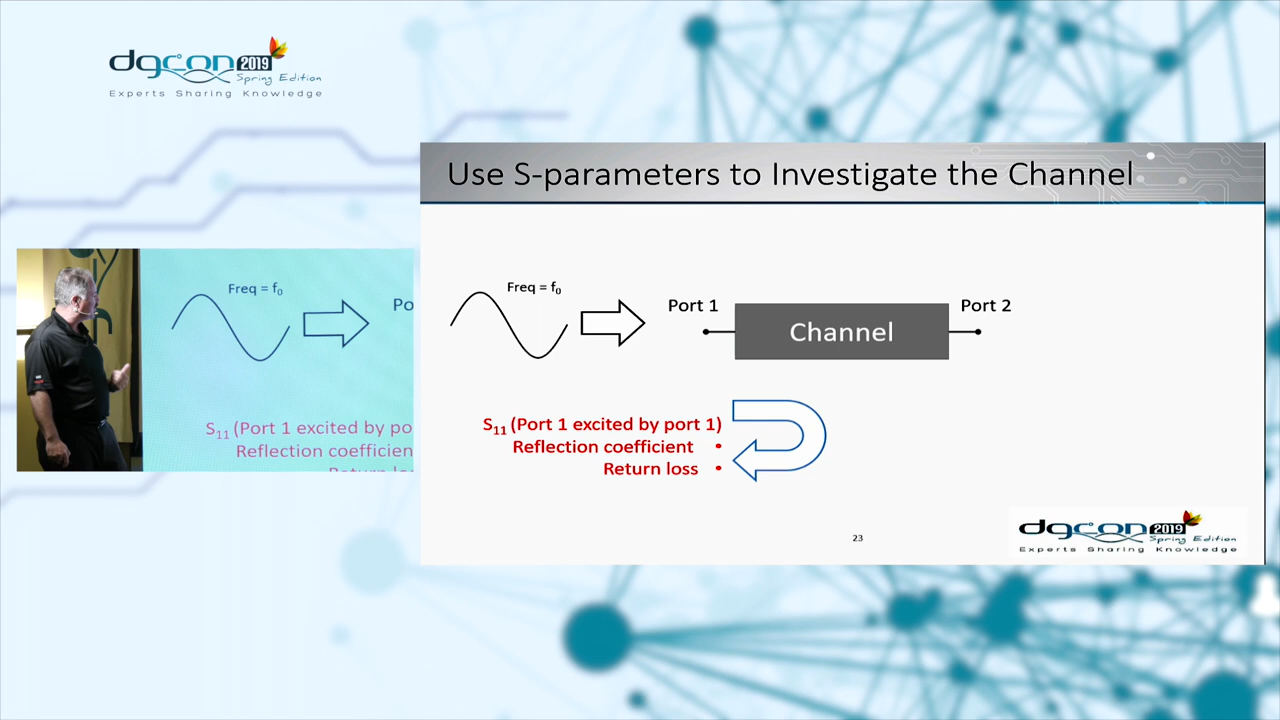 dgcon 2019
Spring Edition
Experts Sharing Knowledge
Use S-parameters to Investigate the Channel
Freq = f₀
Port 1
Channel
Port 2
S₁₁ (Port 1 excited by port 1)
Reflection coefficient •
Return loss •
23
dgcon 2019
Spring Edition
Experts Sharing Knowledge
Freq = f₀
Po
S₁₁ (Port 1 excited by po
Reflection coefficien